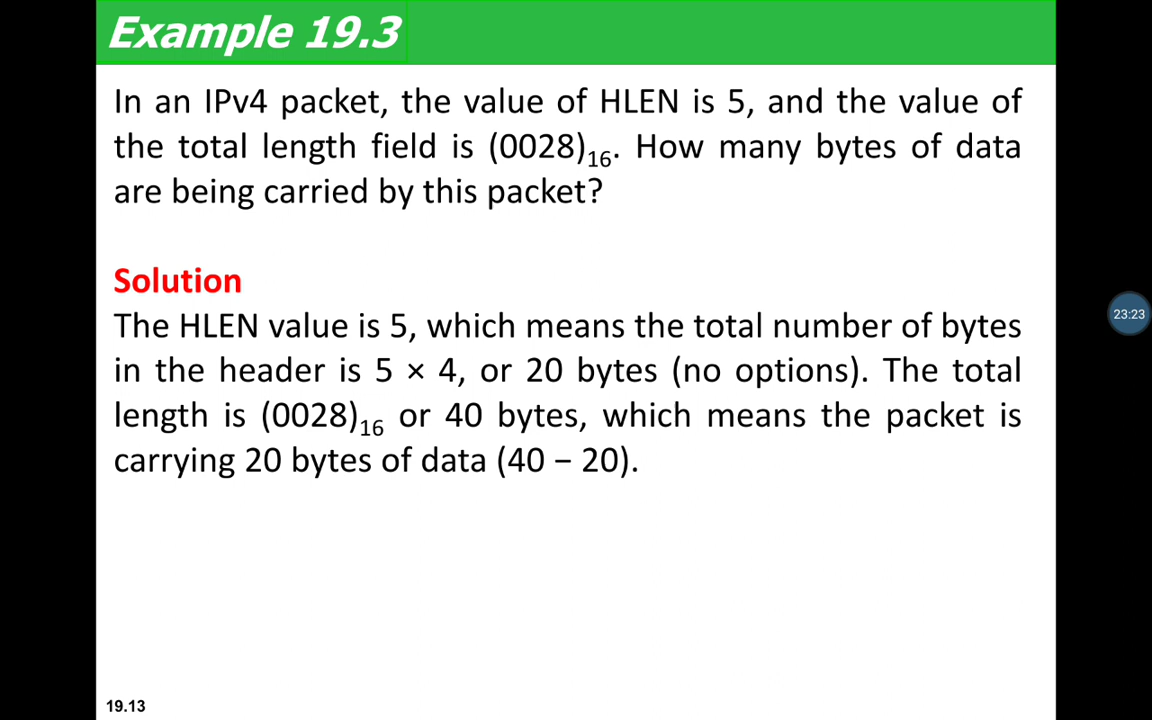 Example 19.3
In an IPv4 packet, the value of HLEN is 5, and the value of
the total length field is (0028)16. How many bytes of data
are being carried by this packet?
Solution
The HLEN value is 5, which means the total number of bytes
in the header is 5 × 4, or 20 bytes (no options). The total
length is (0028)16 or 40 bytes, which means the packet is
carrying 20 bytes of data (40 − 20).
23:23
19.13